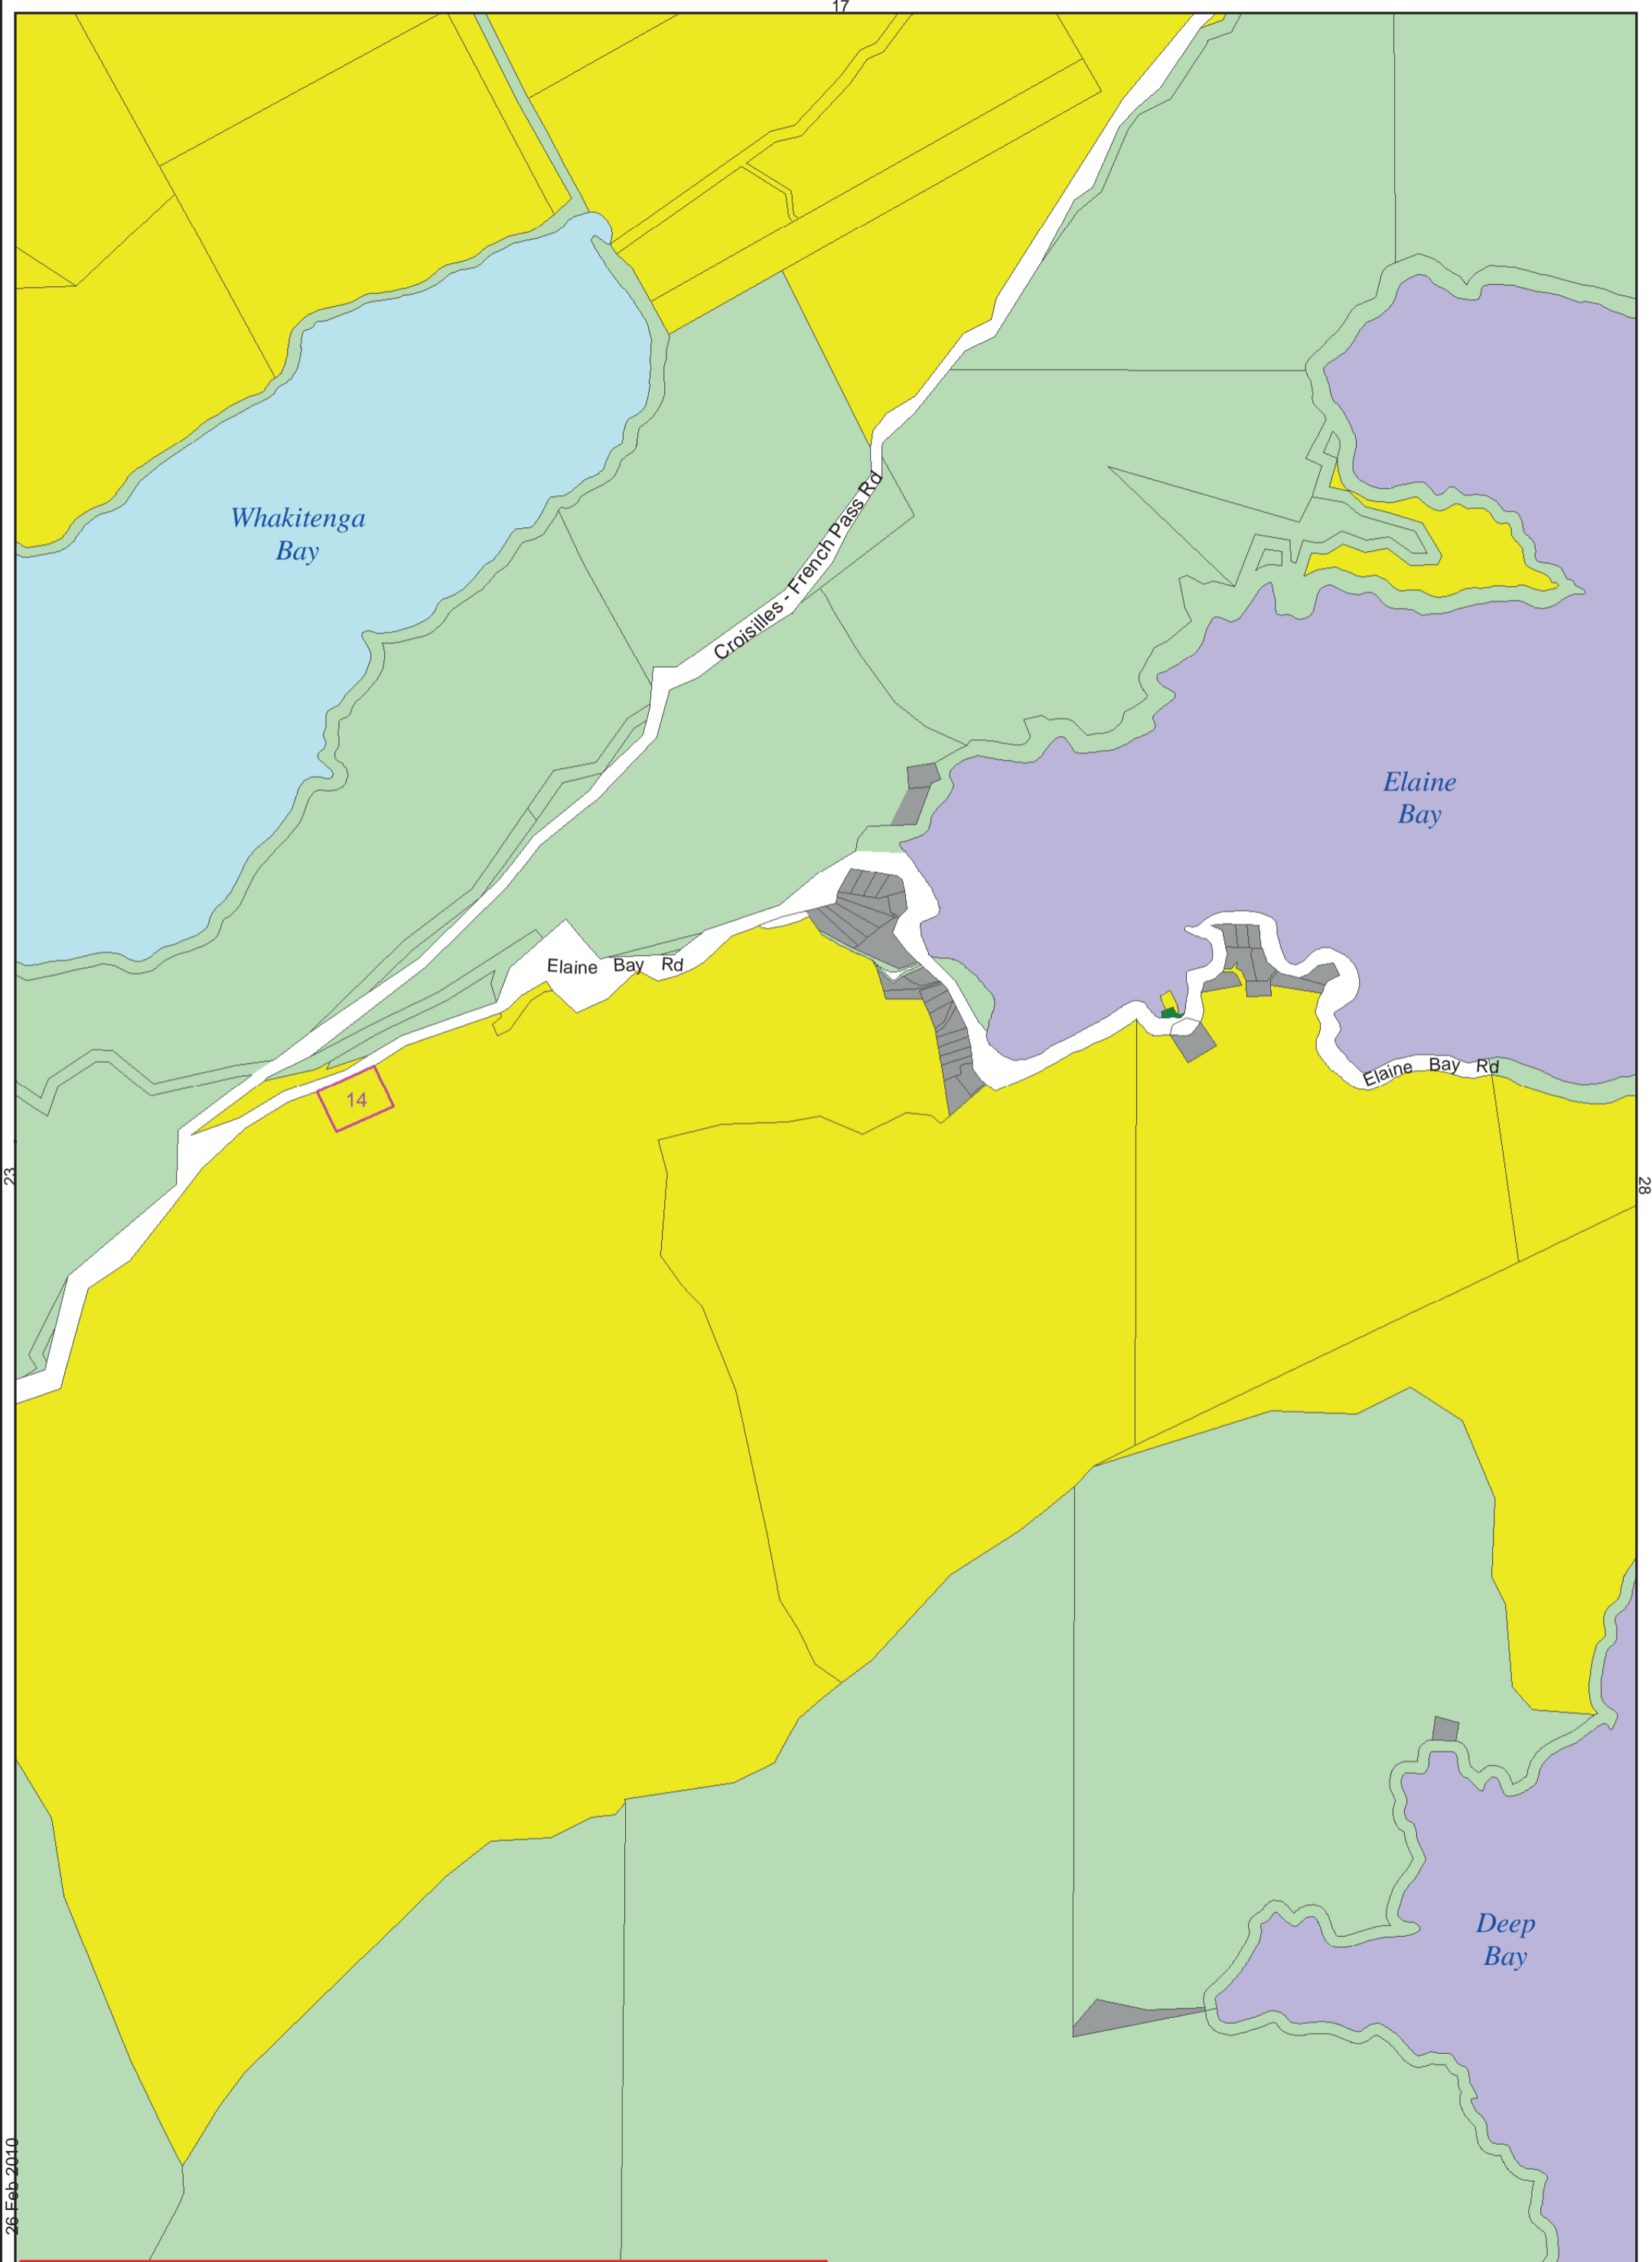 17
Whakitenga
Bay
Croisilles - French Pass Rd
Elaine
Bay
Elaine Bay Rd
Elaine Bay Rd
14
23
28
Deep
Bay
26 Feb 2010